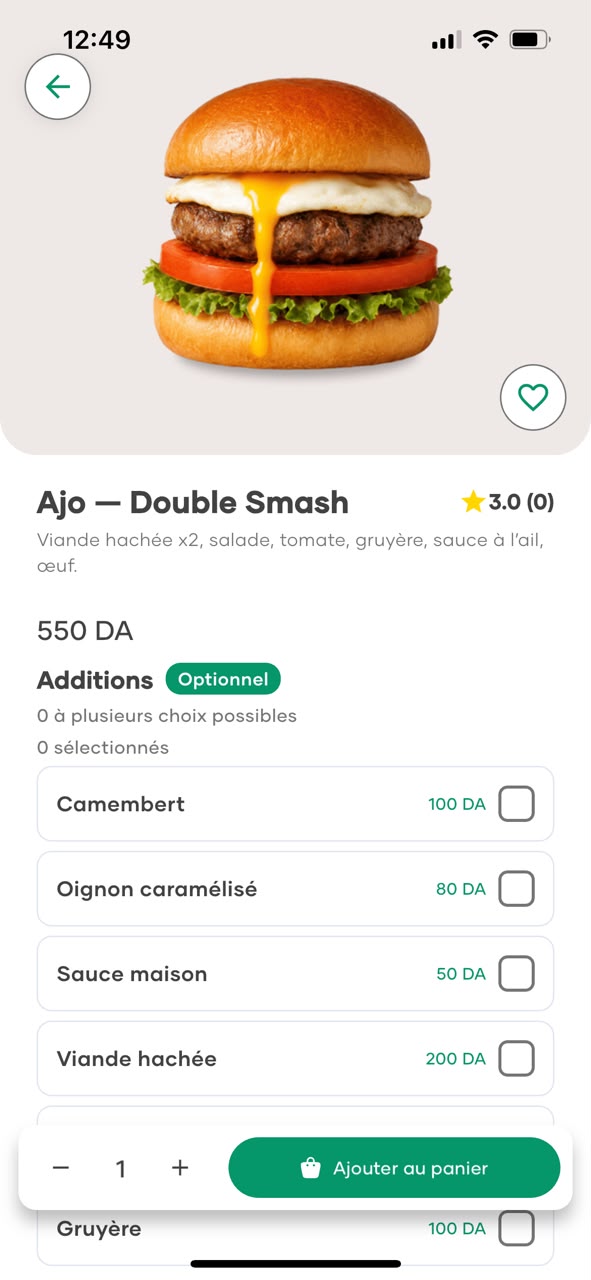 12:49
Ajo — Double Smash
3.0 (0)
Viande hachée x2, salade, tomate, gruyère, sauce à l’ail,
œuf.
550 DA
Additions Optionnel
0 à plusieurs choix possibles
0 sélectionnés
Camembert 100 DA
Oignon caramélisé 80 DA
Sauce maison 50 DA
Viande hachée 200 DA
− 1 + Ajouter au panier
Gruyère 100 DA